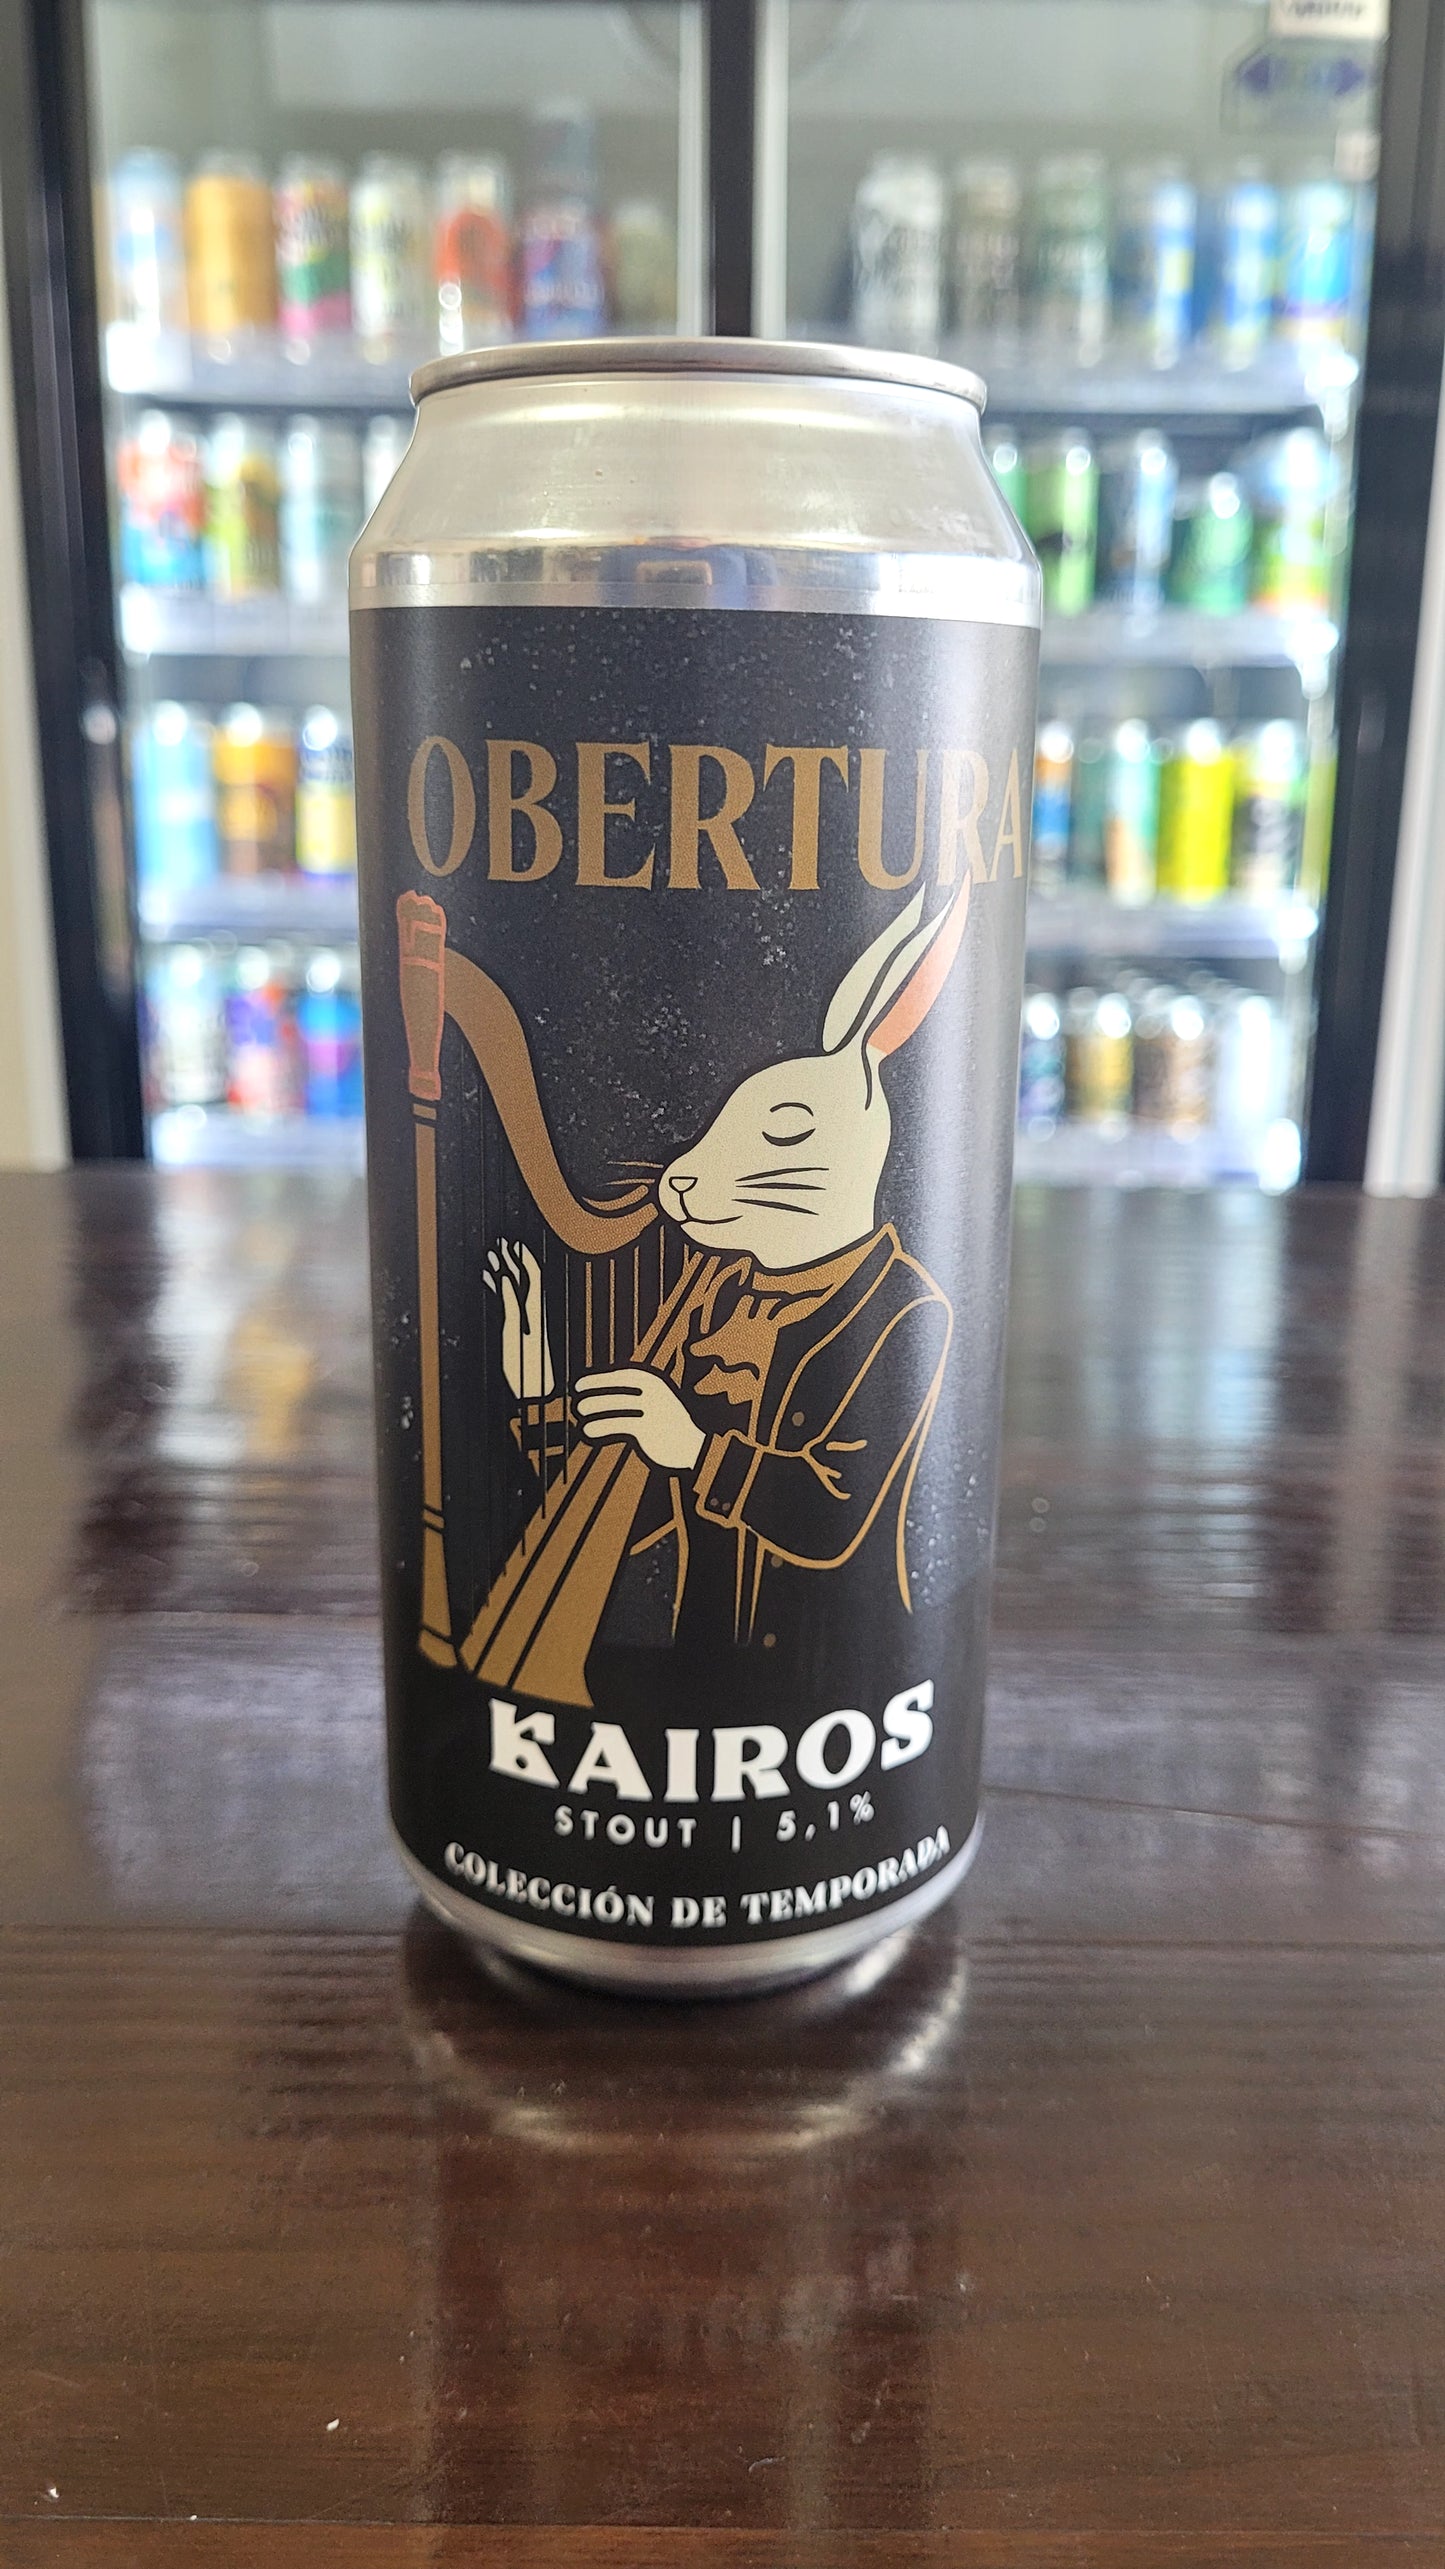 OBERTURA
KAIROS
STOUT | 5,1%
COLECCIÓN DE TEMPORADA